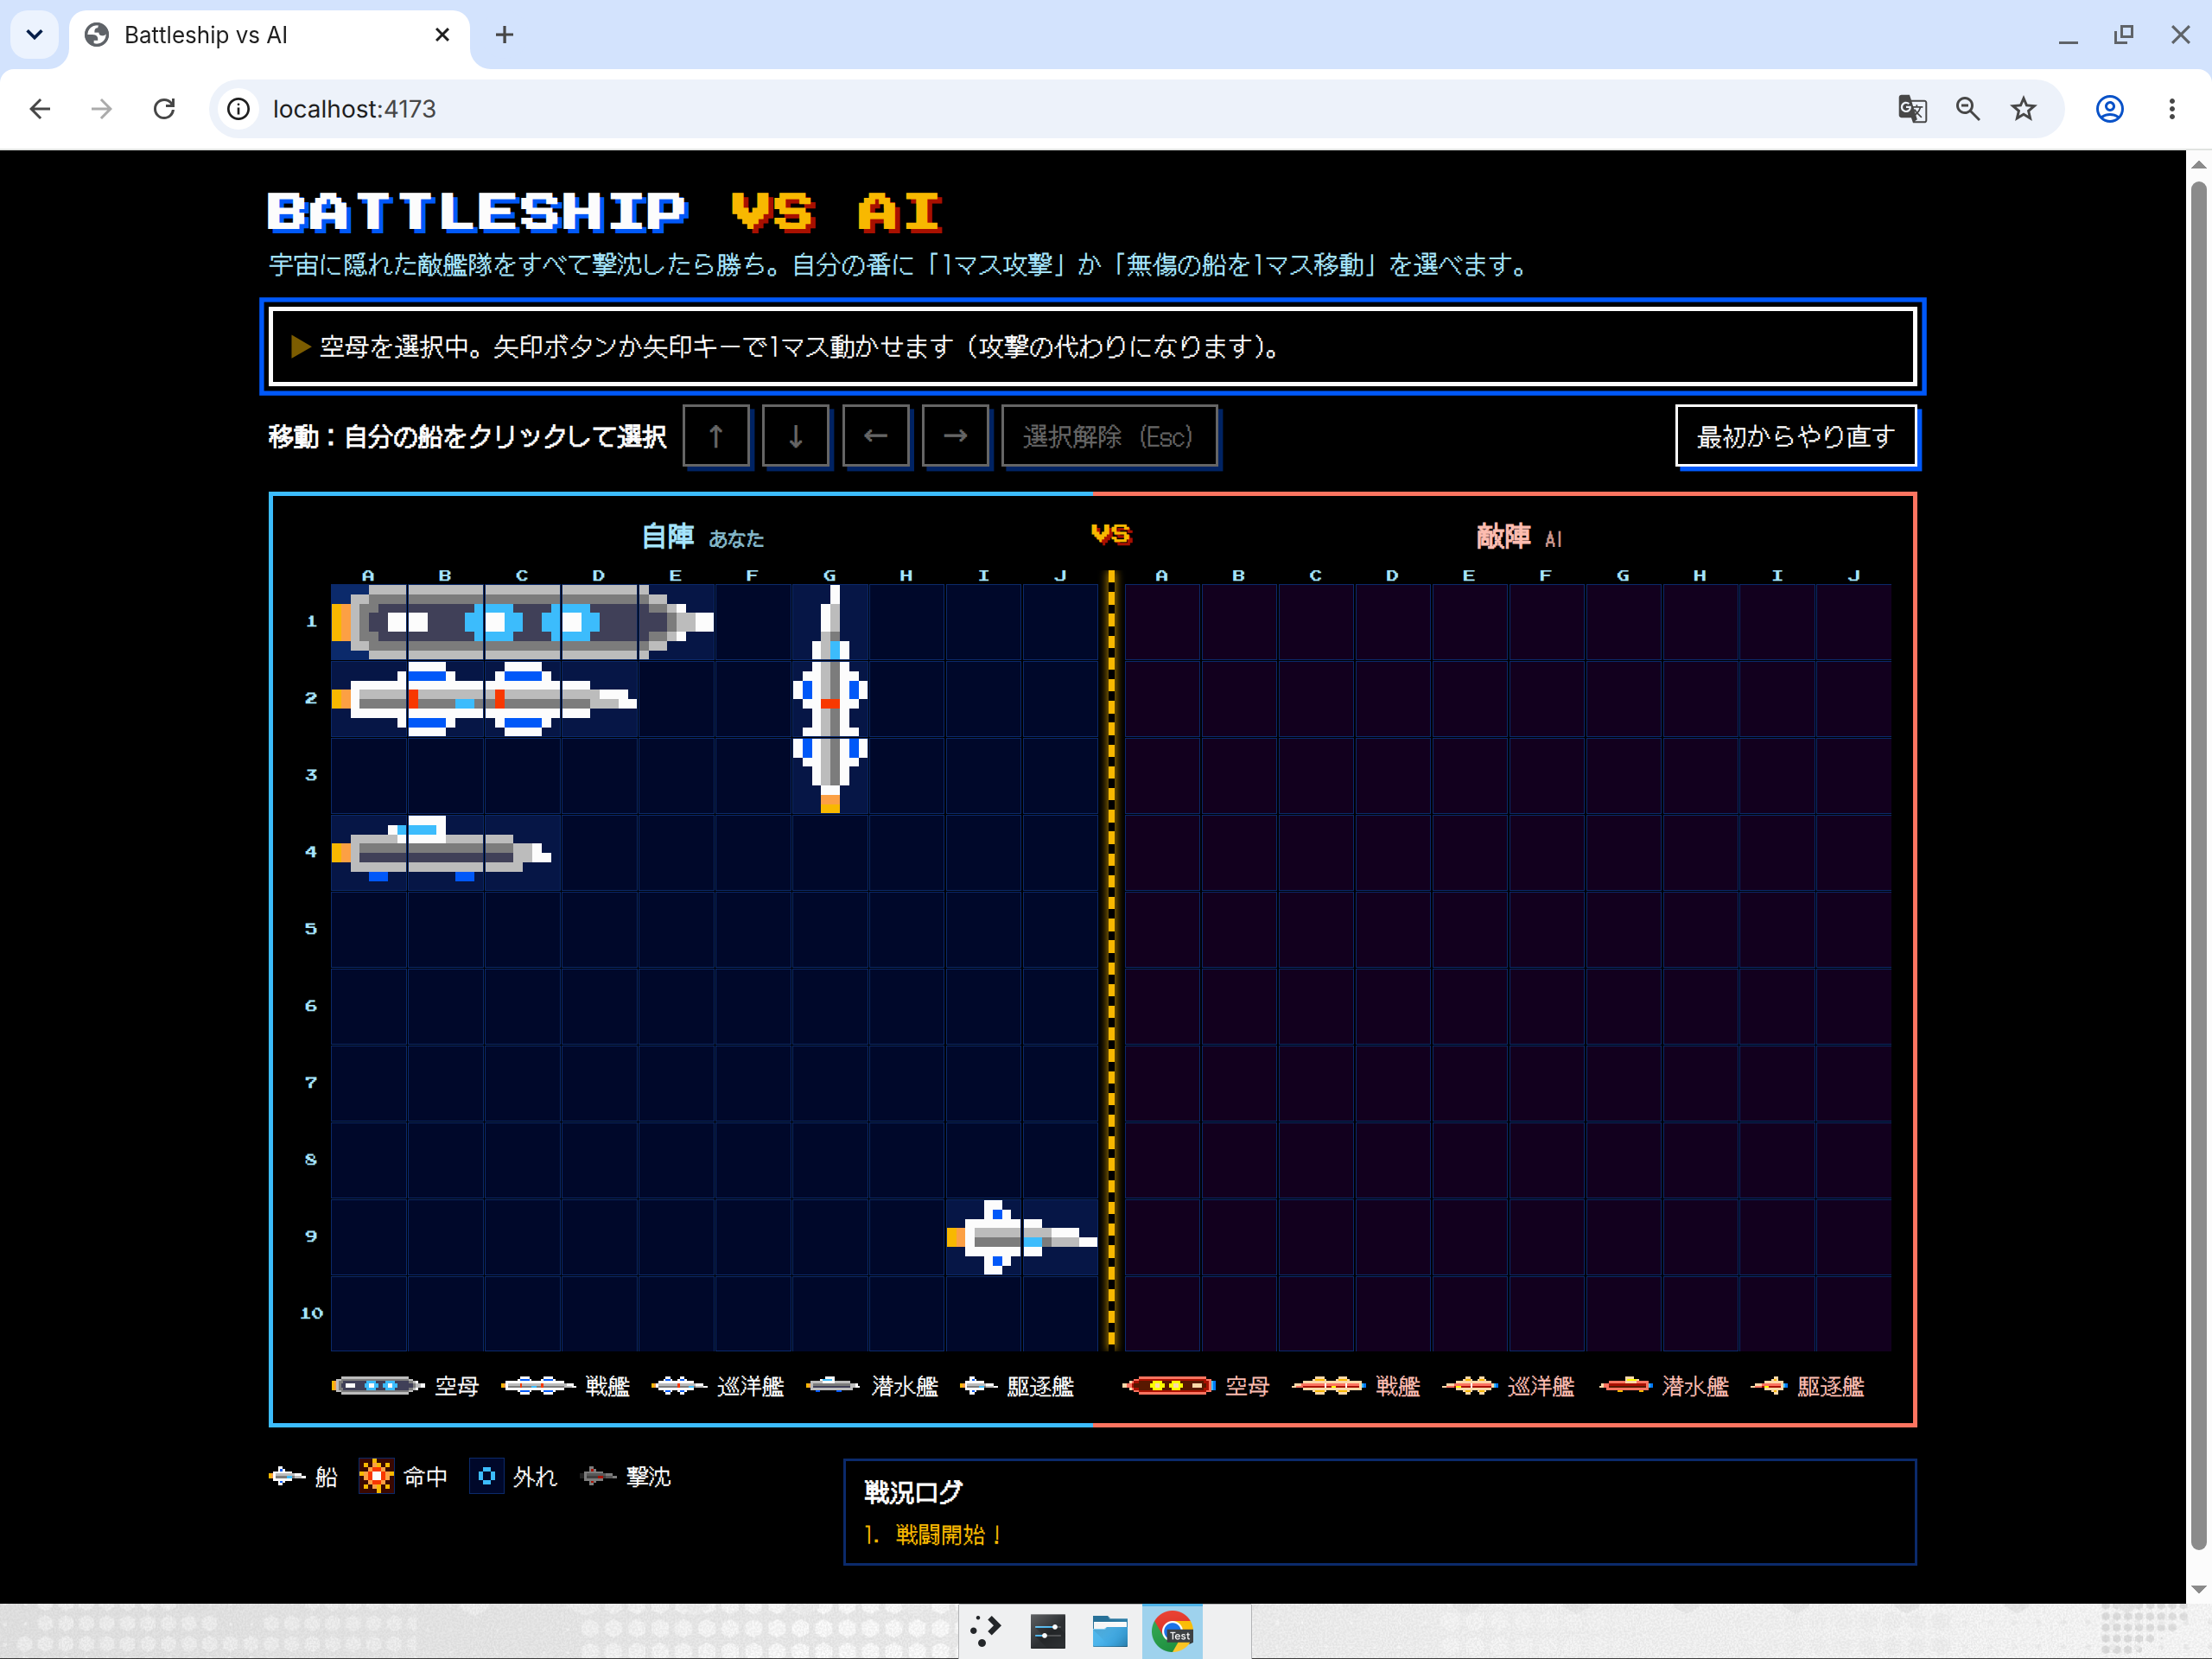 Battleship vs AI
localhost:4173
BATTLESHIP VS AI
宇宙に隠れた敵艦隊をすべて撃沈したら勝ち。自分の番に「1マス攻撃」か「無傷の船を1マス移動」を選べます。
▶ 空母を選択中。矢印ボタンか矢印キーで1マス動かせます（攻撃の代わりになります）。
移動：自分の船をクリックして選択 ↑ ↓ ← → 選択解除 (Esc) 最初からやり直す
自陣 あなた VS 敵陣 AI
A B C D E F G H I J A B C D E F G H I J
1
2
3
4
5
6
7
8
9
10
空母 戦艦 巡洋艦 潜水艦 駆逐艦 空母 戦艦 巡洋艦 潜水艦 駆逐艦
船 命中 外れ 撃沈
戦況ログ
1. 戦闘開始！
Test